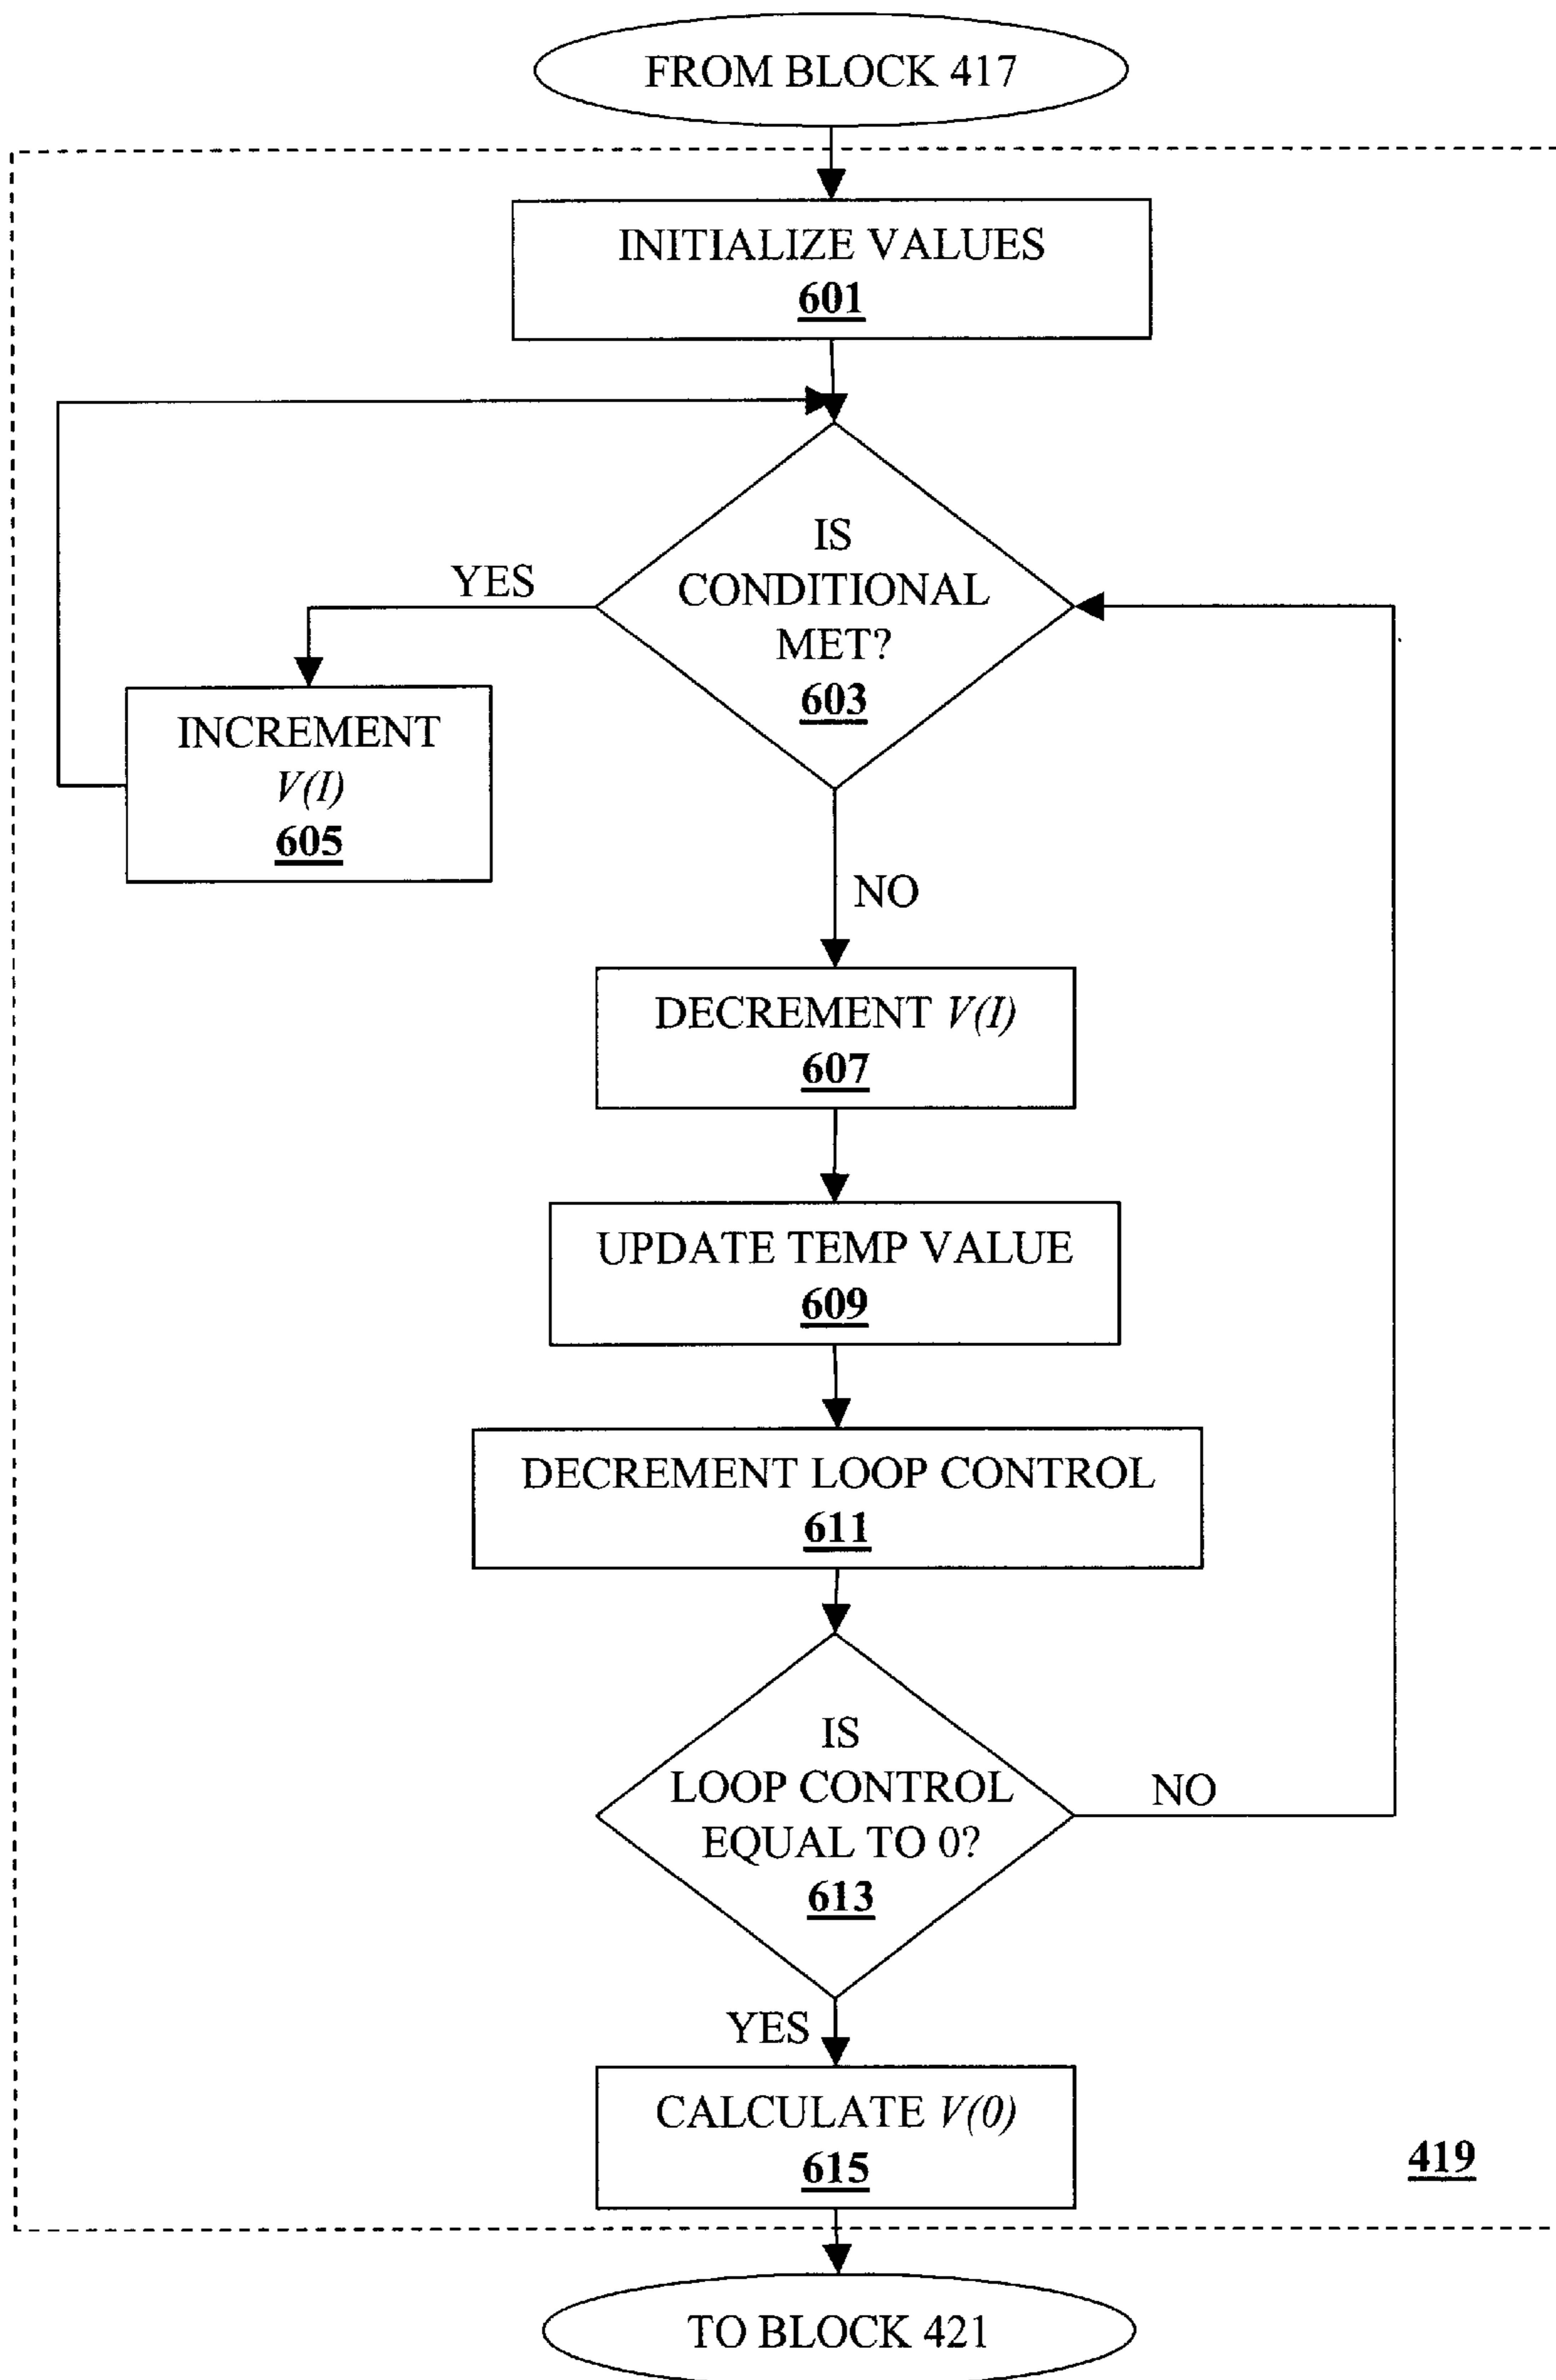 FROM BLOCK 417
INITIALIZE VALUES
601
IS
CONDITIONAL
MET?
603
YES
INCREMENT
V(I)
605
NO
DECREMENT V(I)
607
UPDATE TEMP VALUE
609
DECREMENT LOOP CONTROL
611
IS
LOOP CONTROL
EQUAL TO 0?
613
NO
YES
CALCULATE V(0)
615
419
TO BLOCK 421